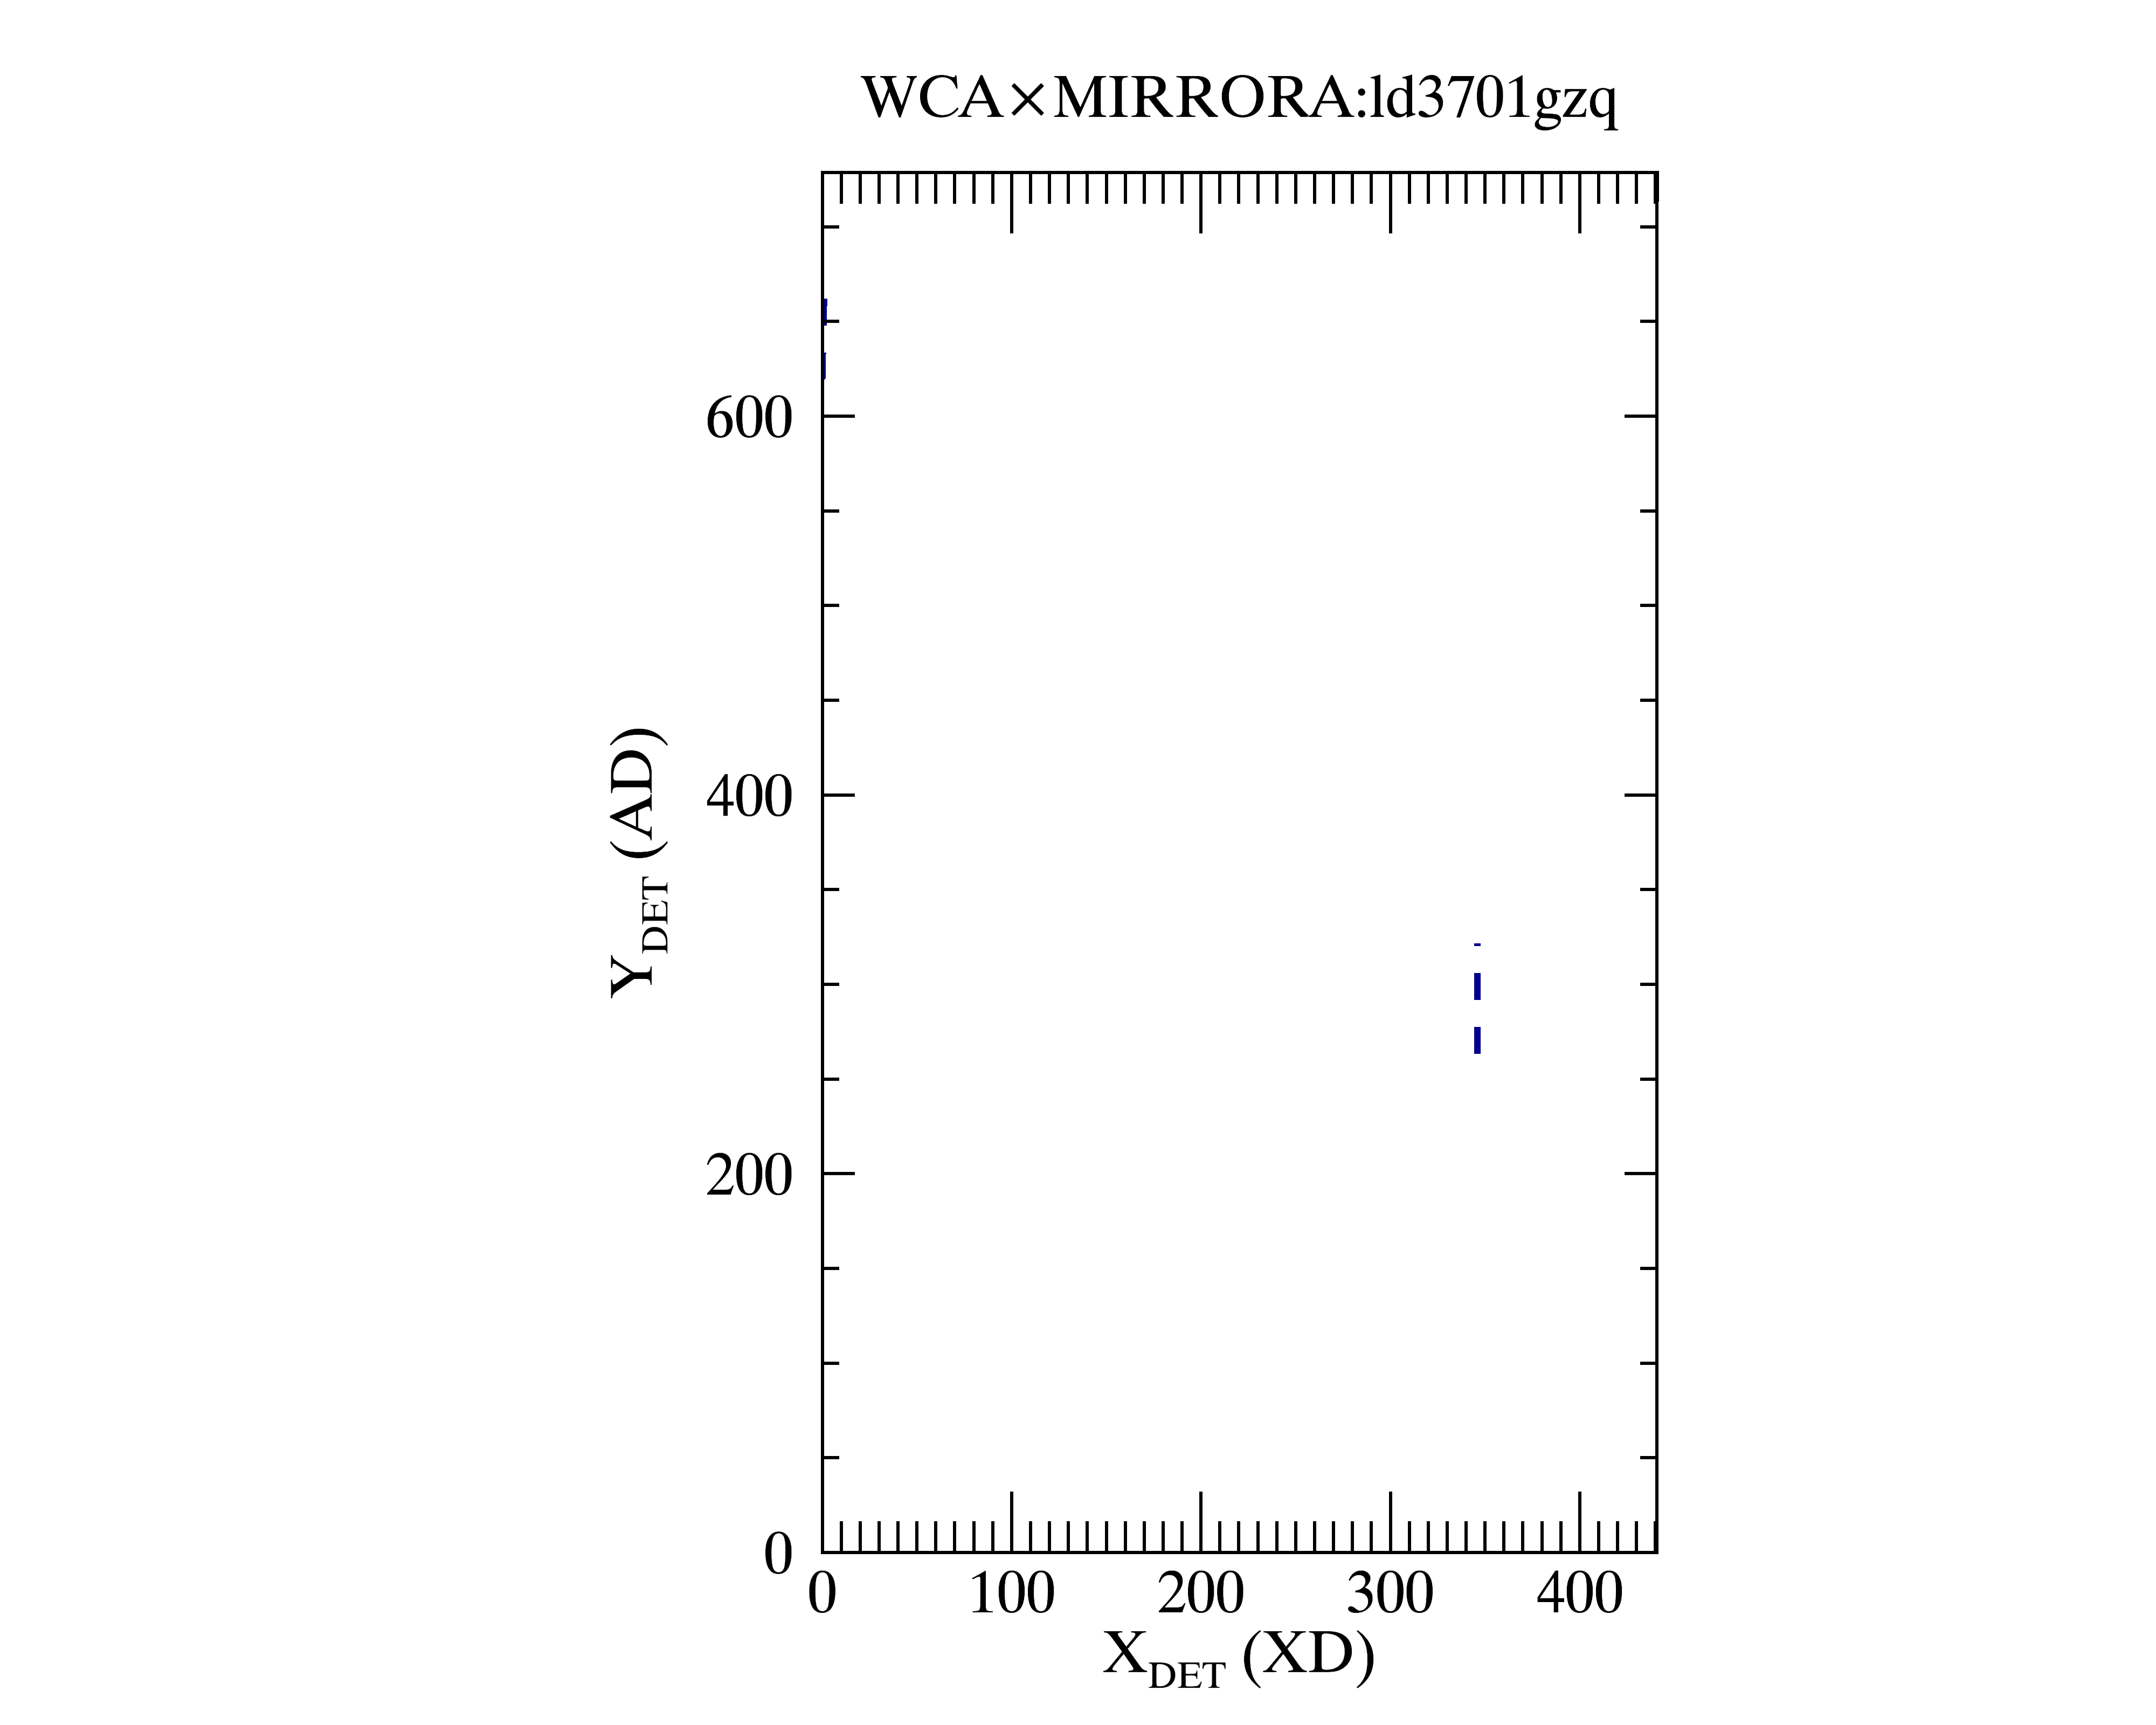 WCA×MIRRORA:ld3701gzq
600
400
200
0
Y_DET (AD)
0 100 200 300 400
X_DET (XD)